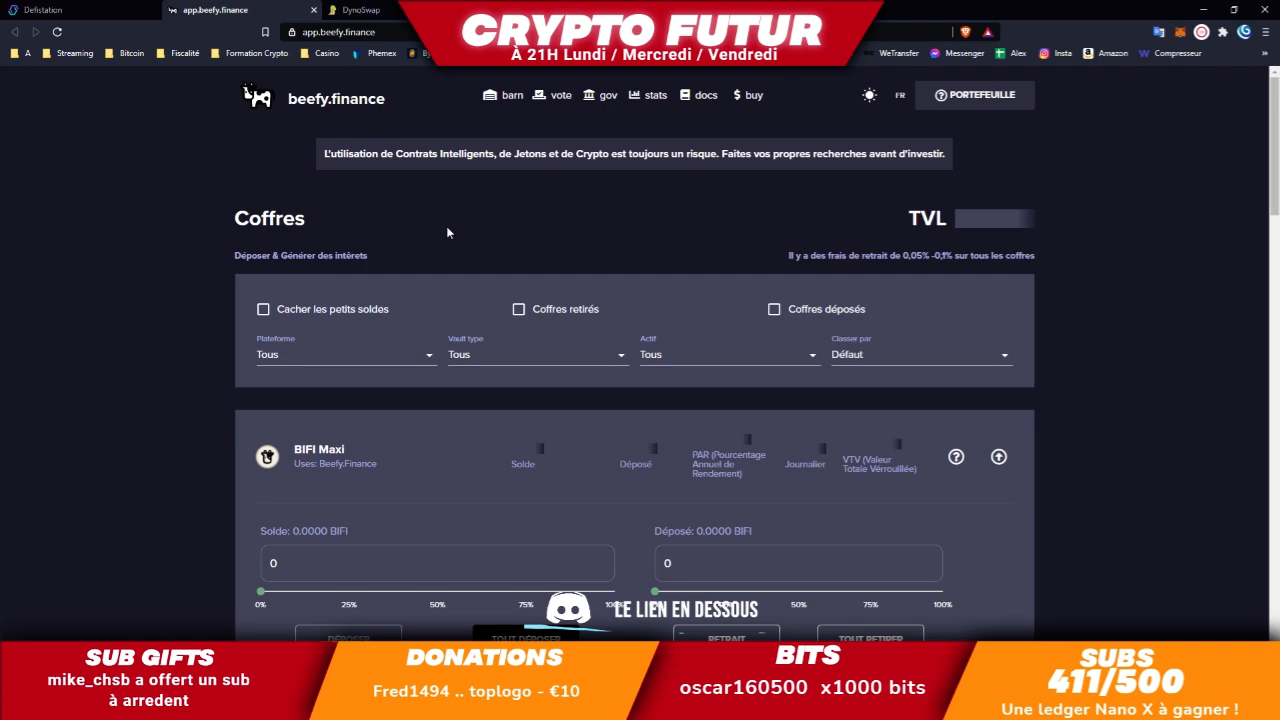 Defistation
app.beefy.finance
DynoSwap
CRYPTO FUTUR
À 21H Lundi / Mercredi / Vendredi
app.beefy.finance
A
Streaming
Bitcoin
Fiscalité
Formation Crypto
Casino
Phemex
WeTransfer
Messenger
Alex
Insta
Amazon
Compresseur
beefy.finance
barn
vote
gov
stats
docs
$ buy
FR
PORTEFEUILLE
L'utilisation de Contrats Intelligents, de Jetons et de Crypto est toujours un risque. Faites vos propres recherches avant d'investir.
Coffres
TVL
Déposer & Générer des intérets
Il y a des frais de retrait de 0,05% -0,1% sur tous les coffres
Cacher les petits soldes
Coffres retirés
Coffres déposés
Plateforme
Vault type
Actif
Classer par
Tous
Tous
Tous
Défaut
BIFI Maxi
Uses: Beefy.Finance
Solde
Déposé
PAR (Pourcentage
Annuel de
Rendement)
Journalier
VTV (Valeur
Totale Vérrouillée)
Solde: 0.0000 BIFI
Déposé: 0.0000 BIFI
0
0
0%
25%
50%
75%
50%
75%
100%
LE LIEN EN DESSOUS
DÉPOSER
TOUT DÉPOSER
RETRAIT
TOUT RETIRER
SUB GIFTS
mike_chsb a offert un sub
à arredent
DONATIONS
Fred1494 .. toplogo - €10
BITS
oscar160500 x1000 bits
SUBS
411/500
Une ledger Nano X à gagner !